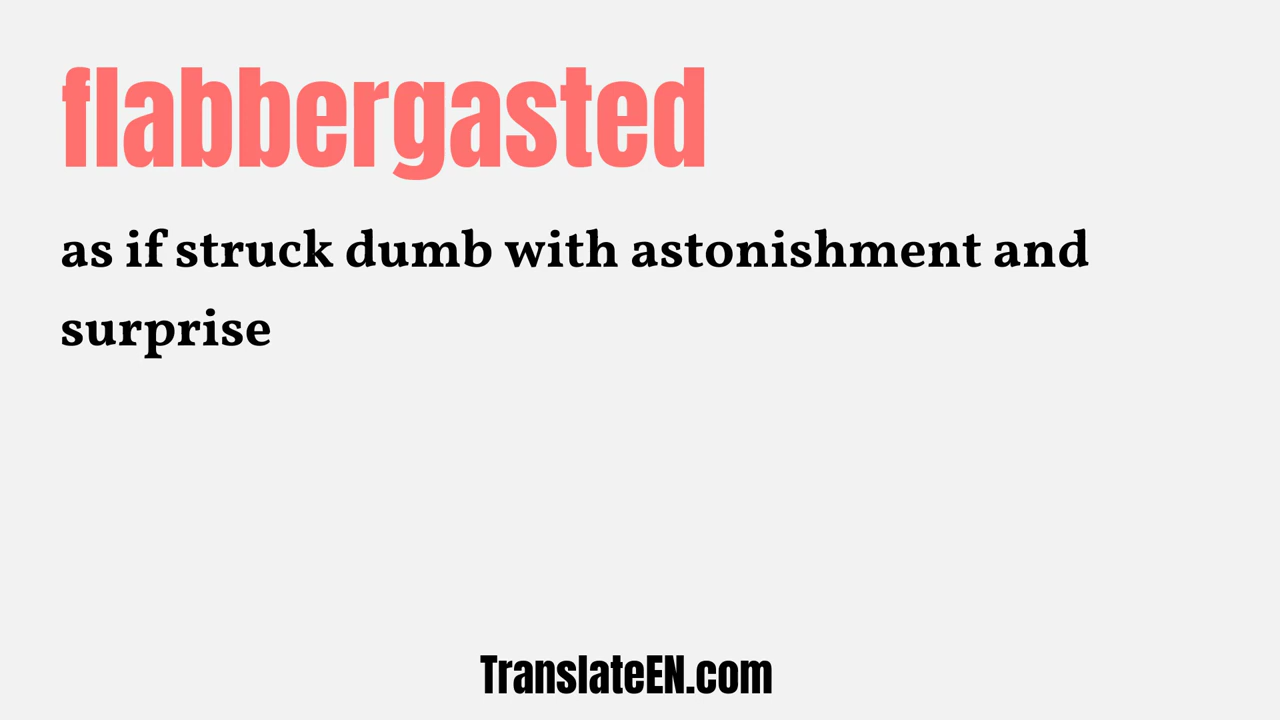 flabbergasted
as if struck dumb with astonishment and
surprise
TranslateEN.com